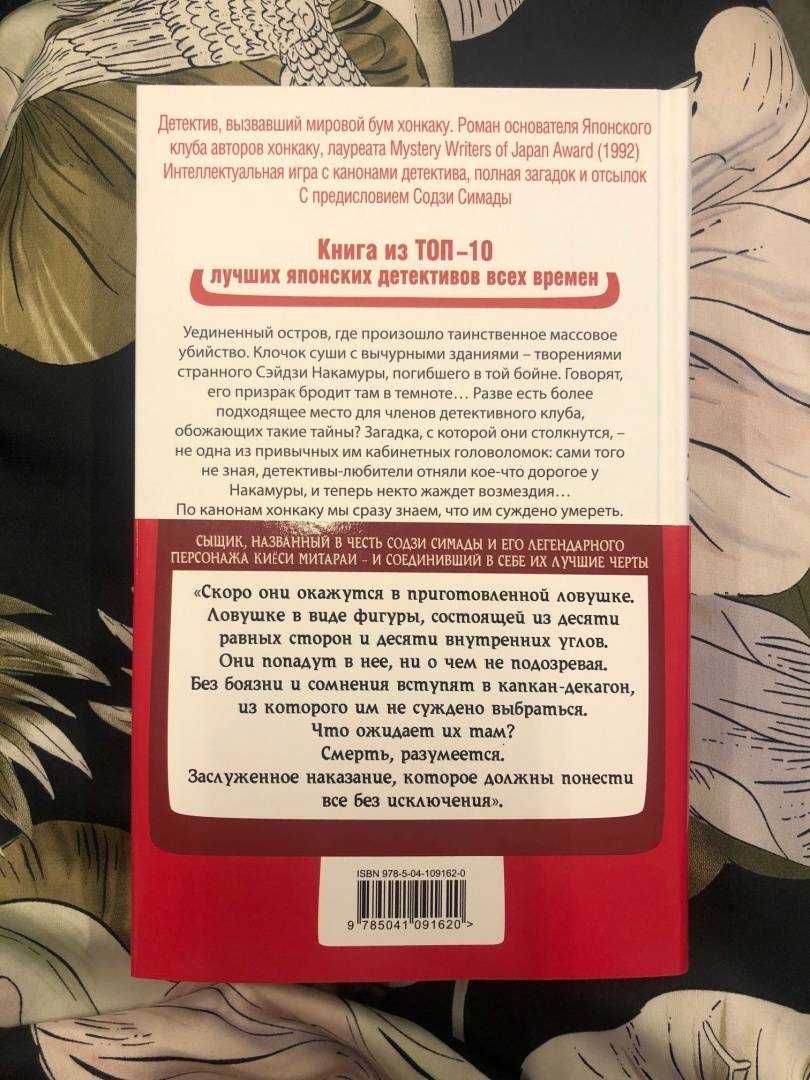 Детектив, вызвавший мировой бум хонкаку. Роман основателя Японского
клуба авторов хонкаку, лауреата Mystery Writers of Japan Award (1992)
Интеллектуальная игра с канонами детектива, полная загадок и отсылок
С предисловием Содзи Симады
Книга из ТОП-10
лучших японских детективов всех времен
Уединенный остров, где произошло таинственное массовое
убийство. Клочок суши с вычурными зданиями – творениями
странного Сэйдзи Накамуры, погибшего в той бойне. Говорят,
его призрак бродит там в темноте... Разве есть более
подходящее место для членов детективного клуба,
обожающих такие тайны? Загадка, с которой они столкнутся, –
не одна из привычных им кабинетных головоломок: сами того
не зная, детективы-любители отняли кое-что дорогое у
Накамуры, и теперь некто жаждет возмездия...
По канонам хонкаку мы сразу знаем, что им суждено умереть.
СЫЩИК, НАЗВАННЫЙ В ЧЕСТЬ СОДЗИ СИМАДЫ И ЕГО ЛЕГЕНДАРНОГО
ПЕРСОНАЖА КИЁСИ МИТАРАИ – И СОЕДИНИВШИЙ В СЕБЕ ИХ ЛУЧШИЕ ЧЕРТЫ
«Скоро они окажутся в приготовленной ловушке.
Ловушке в виде фигуры, состоящей из десяти
равных сторон и десяти внутренних углов.
Они попадут в нее, ни о чем не подозревая.
Без боязни и сомнения вступят в капкан-декагон,
из которого им не суждено выбраться.
Что ожидает их там?
Смерть, разумеется.
Заслуженное наказание, которое должны понести
все без исключения».
ISBN 978-5-04-109162-0
9 785041 091620 >